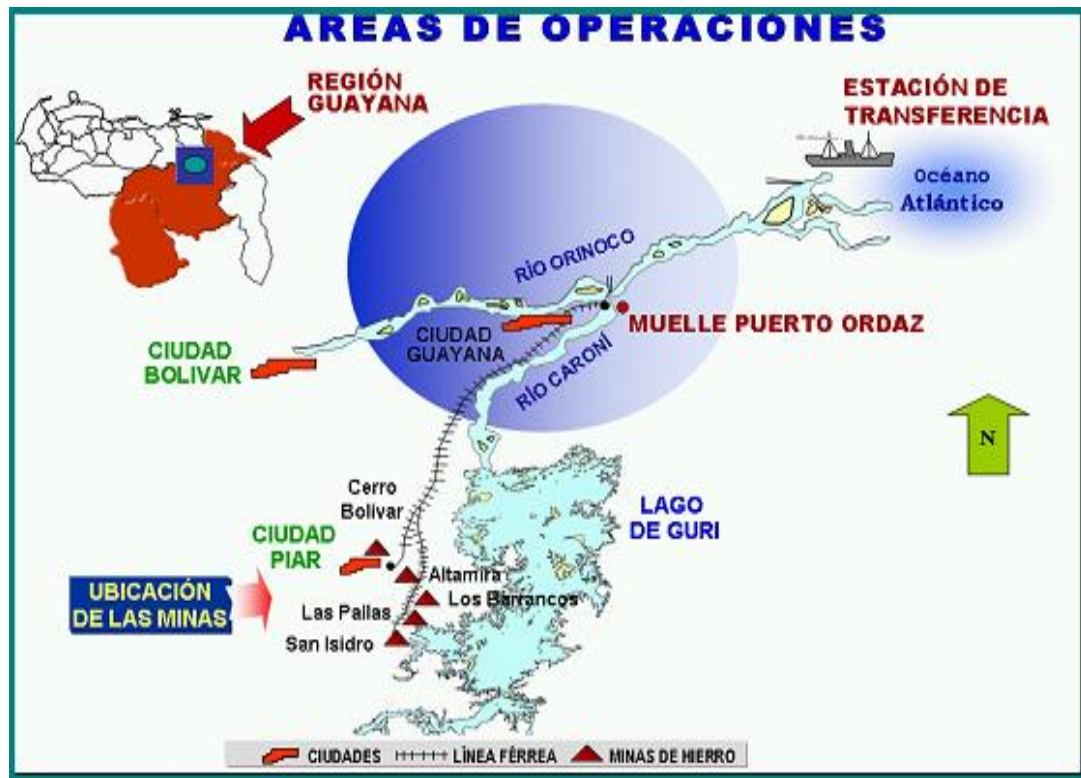 AREAS DE OPERACIONES
REGIÓN
GUAYANA
ESTACIÓN DE
TRANSFERENCIA
Océano
Atlántico
RÍO ORINOCO
MUELLE PUERTO ORDAZ
CIUDAD
GUAYANA
CIUDAD
BOLIVAR
RÍO CARONÍ
N
Cerro
Bolívar
LAGO
DE GURI
CIUDAD
PIAR
Altamira
UBICACIÓN
DE LAS MINAS
Los Barrancos
Las Pallas
San Isidro
CIUDADES
LÌNEA FÉRREA
MINAS DE HIERRO